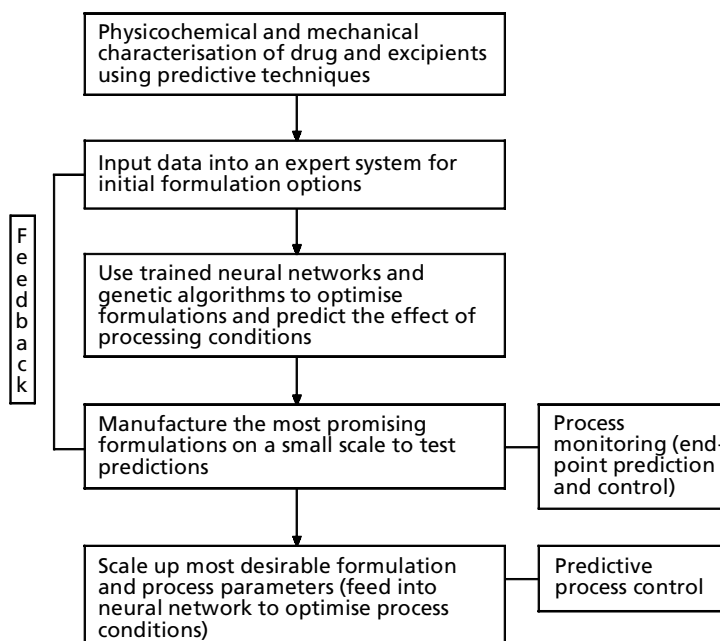 Physicochemical and mechanical
characterisation of drug and excipients
using predictive techniques
Input data into an expert system for
initial formulation options
Feedback
Use trained neural networks and
genetic algorithms to optimise
formulations and predict the effect of
processing conditions
Manufacture the most promising
formulations on a small scale to test
predictions
Process
monitoring (end-
point prediction
and control)
Scale up most desirable formulation
and process parameters (feed into
neural network to optimise process
conditions)
Predictive
process control